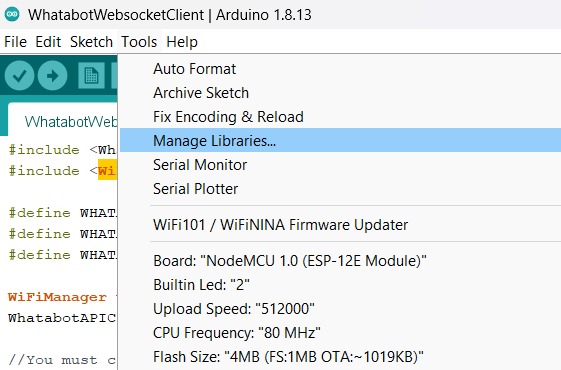 WhatabotWebsocketClient | Arduino 1.8.13
File Edit Sketch Tools Help
Auto Format
Archive Sketch
WhatabotWeb
Fix Encoding & Reload
#include <Wh
Manage Libraries...
#include <Wi
Serial Monitor
Serial Plotter
#define WHATA
WiFi101 / WiFiNINA Firmware Updater
#define WHATA
#define WHATA
Board: "NodeMCU 1.0 (ESP-12E Module)"
Builtin Led: "2"
WiFiManager
Upload Speed: "512000"
WhatabotAPIC
CPU Frequency: "80 MHz"
//You must c
Flash Size: "4MB (FS:1MB OTA:~1019KB)"